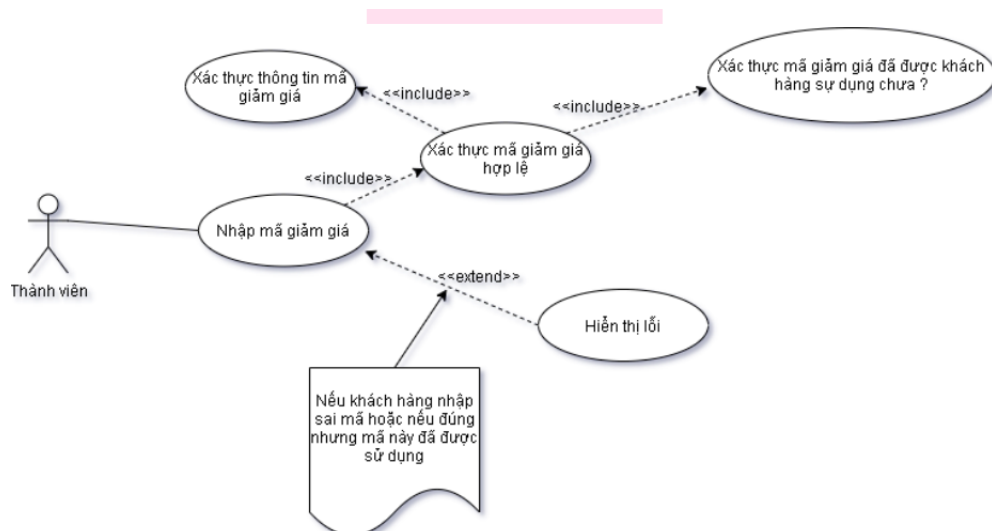 Xác thực thông tin mã
giảm giá
<<include>>
<<include>>
Xác thực mã giảm giá đã được khách
hàng sự dụng chưa ?
Xác thực mã giảm giá
hợp lệ
<<include>>
Nhập mã giảm giá
Thành viên
<<extend>>
Hiển thị lỗi
Nếu khách hàng nhập
sai mã hoặc nếu đúng
nhưng mã này đã được
sử dụng